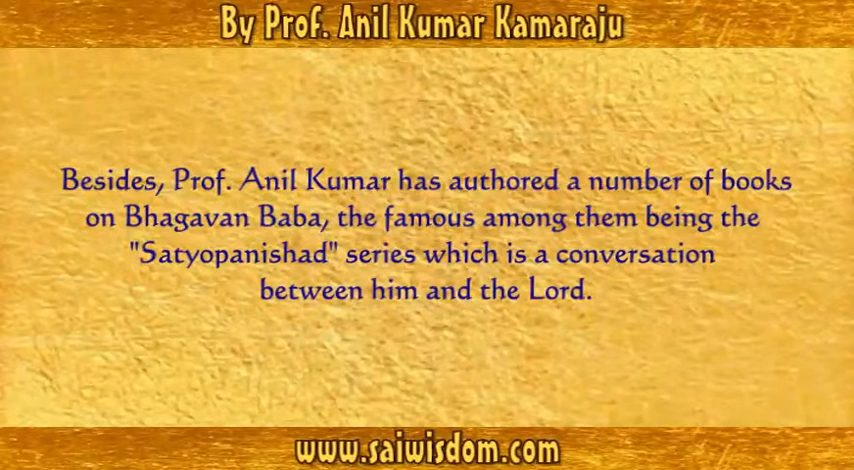 By Prof. Anil Kumar Kamaraju
Besides, Prof. Anil Kumar has authored a number of books
on Bhagavan Baba, the famous among them being the
"Satyopanishad" series which is a conversation
between him and the Lord.
www.saiwisdom.com